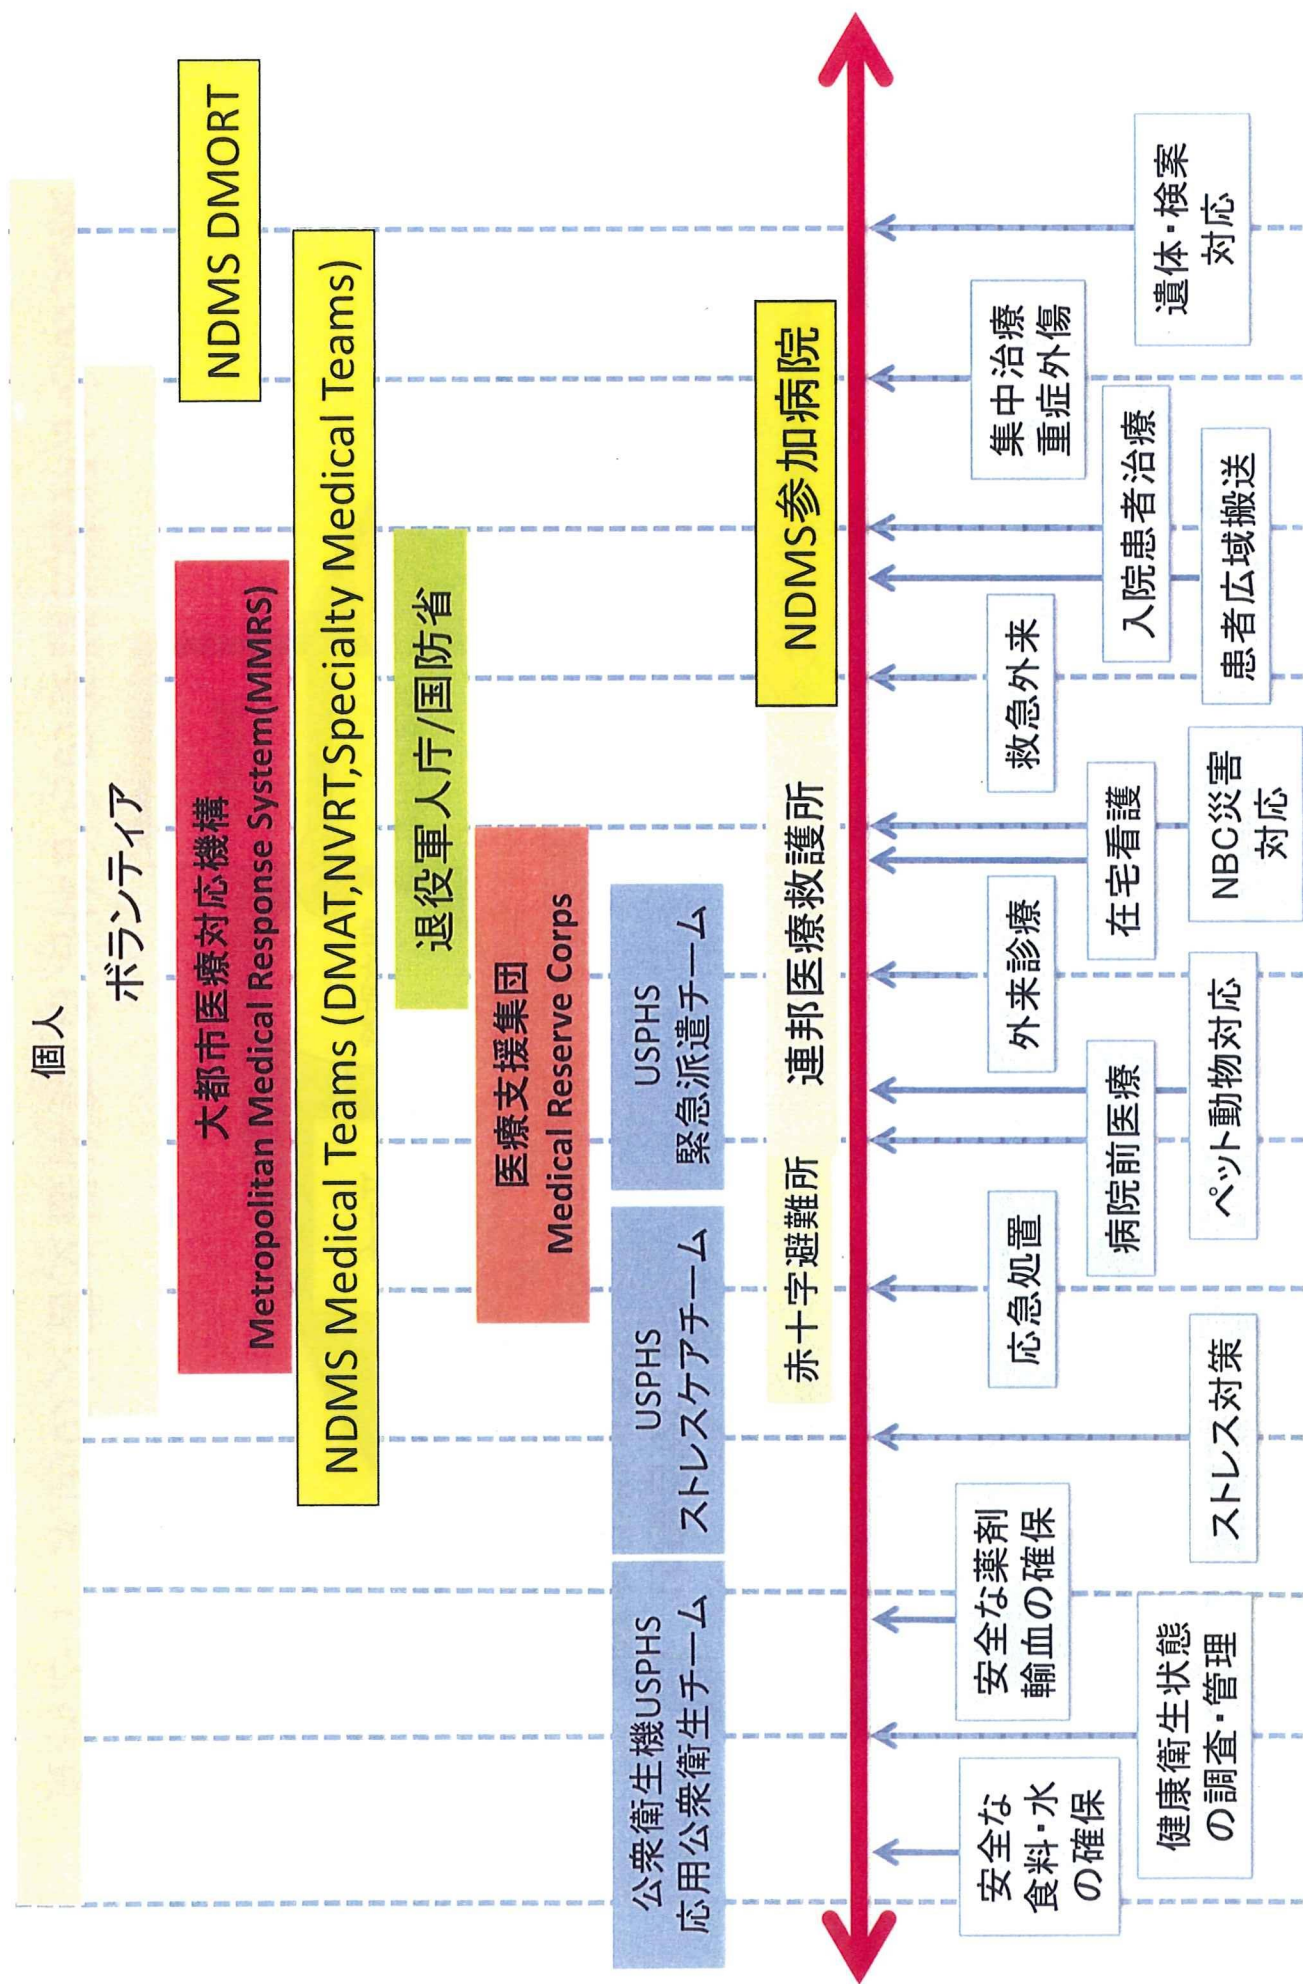 個人
ボランティア
NDMS DMORT
大都市医療対応機構
Metropolitan Medical Response System(MMRS)
NDMS Medical Teams (DMAT,NVRT,Specialty Medical Teams)
退役軍人庁/国防省
医療支援集団
Medical Reserve Corps
公衆衛生機USPHS
応用公衆衛生チーム
USPHS
ストレスケアチーム
USPHS
緊急派遣チーム
赤十字避難所
連邦医療救護所
NDMS参加病院
安全な
食料・水
の確保
健康衛生状態
の調査・管理
安全な薬剤
輸血の確保
ストレス対策
応急処置
病院前医療
ペット動物対応
外来診療
在宅看護
NBC災害
対応
救急外来
患者広域搬送
入院患者治療
集中治療
重症外傷
遺体・検案
対応